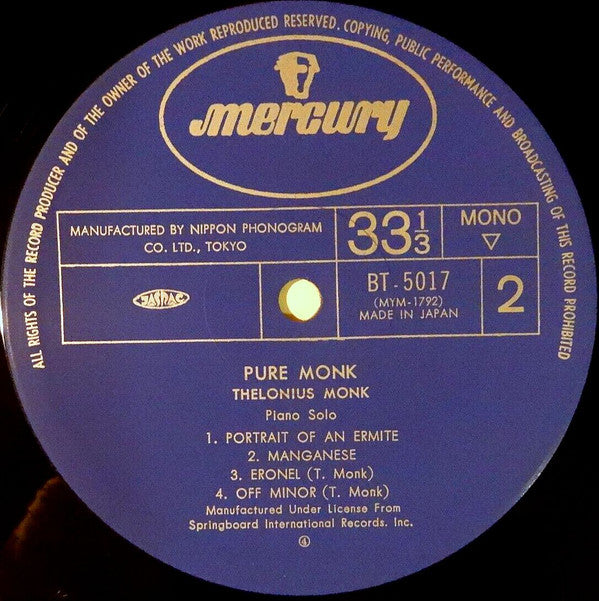 ALL RIGHTS OF THE RECORD PRODUCER AND OF THE OWNER OF THE WORK REPRODUCED RESERVED. COPYING, PUBLIC PERFORMANCE AND BROADCASTING OF THIS RECORD PROHIBITED
mercury
MANUFACTURED BY NIPPON PHONOGRAM
CO. LTD., TOKYO
33 1/3
MONO
▽
JASRAC
BT-5017
(MYM-1792)
MADE IN JAPAN
2
PURE MONK
THELONIUS MONK
Piano Solo
1. PORTRAIT OF AN ERMITE
2. MANGANESE
3. ERONEL (T. Monk)
4. OFF MINOR (T. Monk)
Manufactured Under License From
Springboard International Records. Inc.
④